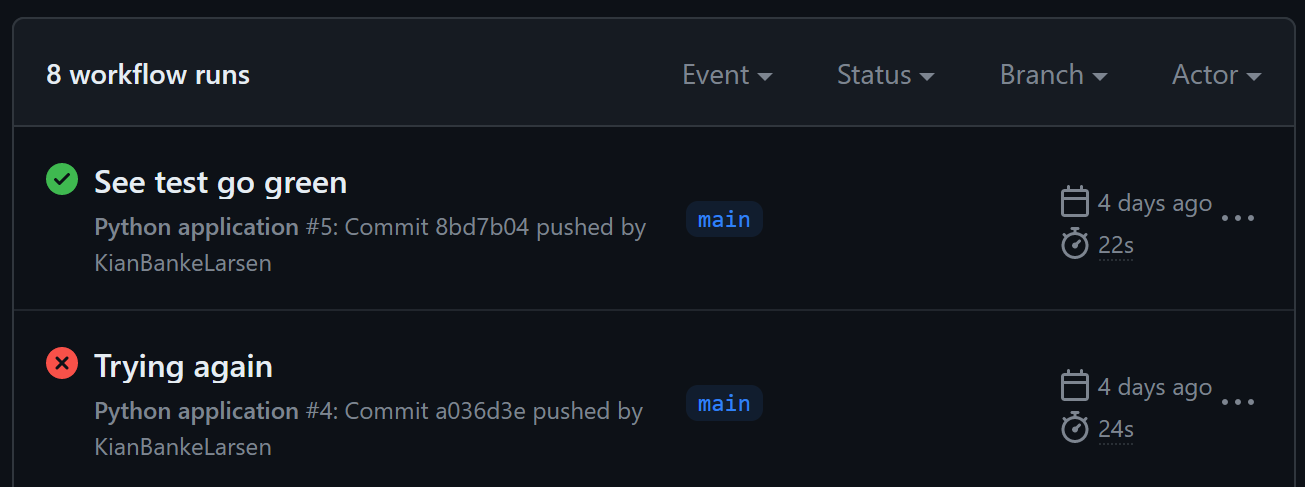 8 workflow runs
Event
Status
Branch
Actor
See test go green
Python application #5: Commit 8bd7b04 pushed by
KianBankeLarsen
main
4 days ago
22s
Trying again
Python application #4: Commit a036d3e pushed by
KianBankeLarsen
main
4 days ago
24s